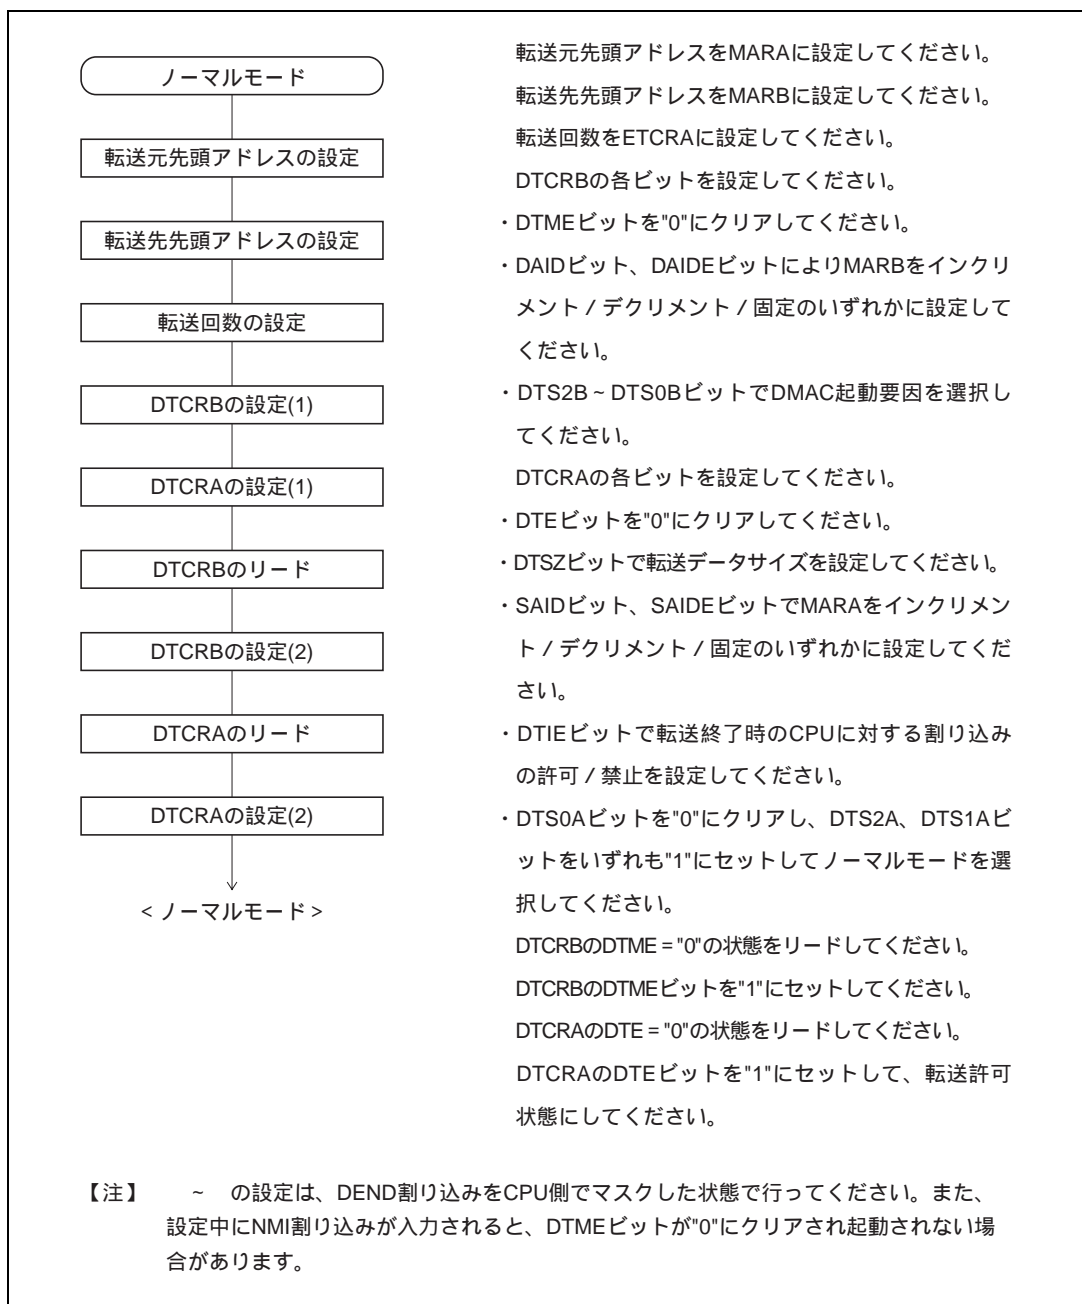 ノーマルモード
転送元先頭アドレスの設定
転送先先頭アドレスの設定
転送回数の設定
DTCRBの設定(1)
DTCRAの設定(1)
DTCRBのリード
DTCRBの設定(2)
DTCRAのリード
DTCRAの設定(2)
<ノーマルモード>
転送元先頭アドレスをMARAに設定してください。
転送先先頭アドレスをMARBに設定してください。
転送回数をETCRAに設定してください。
DTCRBの各ビットを設定してください。
・DTMEビットを"0"にクリアしてください。
・DAIDビット、DAIDEビットによりMARBをインクリ
メント/デクリメント/固定のいずれかに設定して
ください。
・DTS2B~DTS0BビットでDMAC起動要因を選択し
てください。
DTCRAの各ビットを設定してください。
・DTEビットを"0"にクリアしてください。
・DTSZビットで転送データサイズを設定してください。
・SAIDビット、SAIDEビットでMARAをインクリメン
ト/デクリメント/固定のいずれかに設定してくだ
さい。
・DTIEビットで転送終了時のCPUに対する割り込み
の許可/禁止を設定してください。
・DTS0Aビットを"0"にクリアし、DTS2A、DTS1Aビ
ットをいずれも"1"にセットしてノーマルモードを選
択してください。
DTCRBのDTME="0"の状態をリードしてください。
DTCRBのDTMEビットを"1"にセットしてください。
DTCRAのDTE="0"の状態をリードしてください。
DTCRAのDTEビットを"1"にセットして、転送許可
状態にしてください。
【注】 ~ の設定は、DEND割り込みをCPU側でマスクした状態で行ってください。また、
設定中にNMI割り込みが入力されると、DTMEビットが"0"にクリアされ起動されない場
合があります。